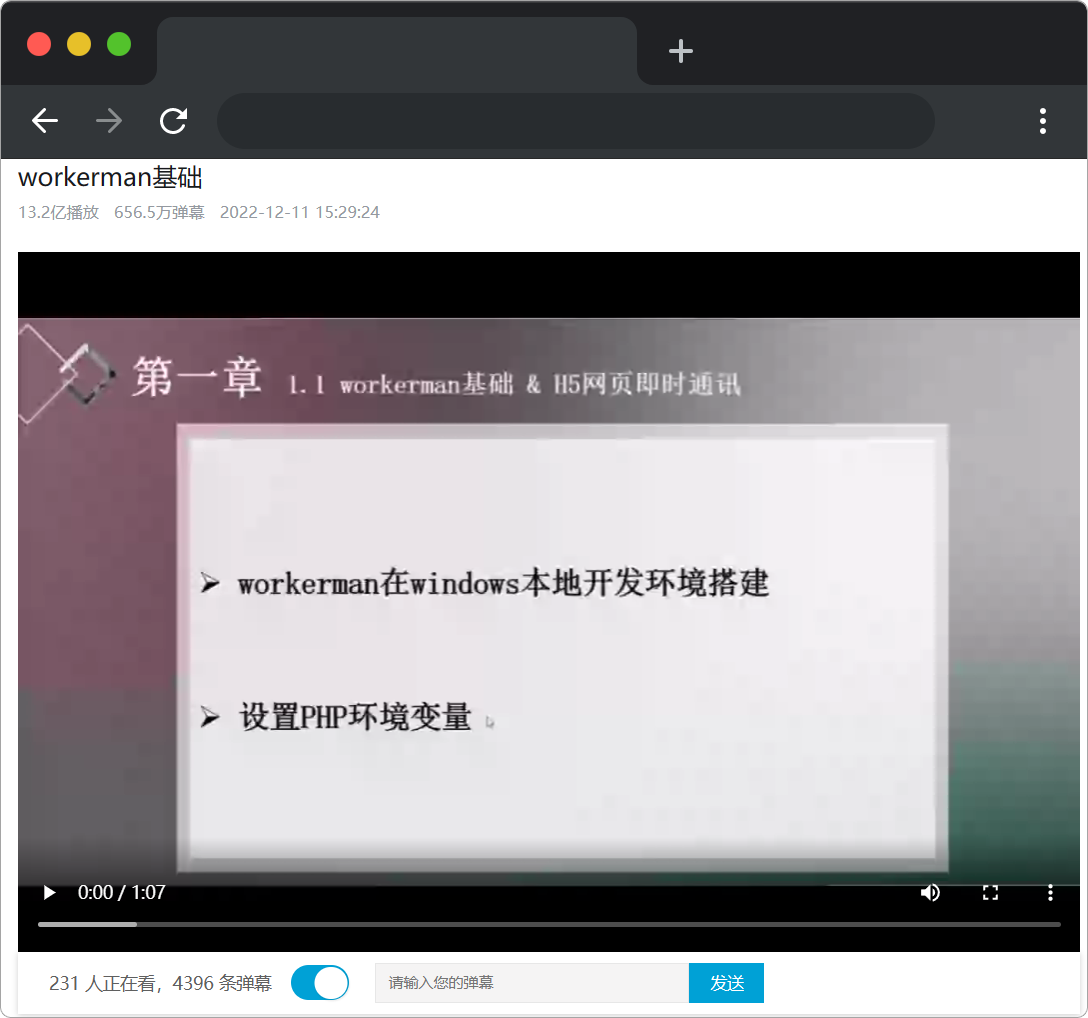 workerman基础
13.2亿播放 656.5万弹幕 2022-12-11 15:29:24
第一章 1.1 workerman基础 & H5网页即时通讯
➢ workerman在windows本地开发环境搭建
➢ 设置PHP环境变量
0:00 / 1:07
231 人正在看，4396 条弹幕 请输入您的弹幕 发送